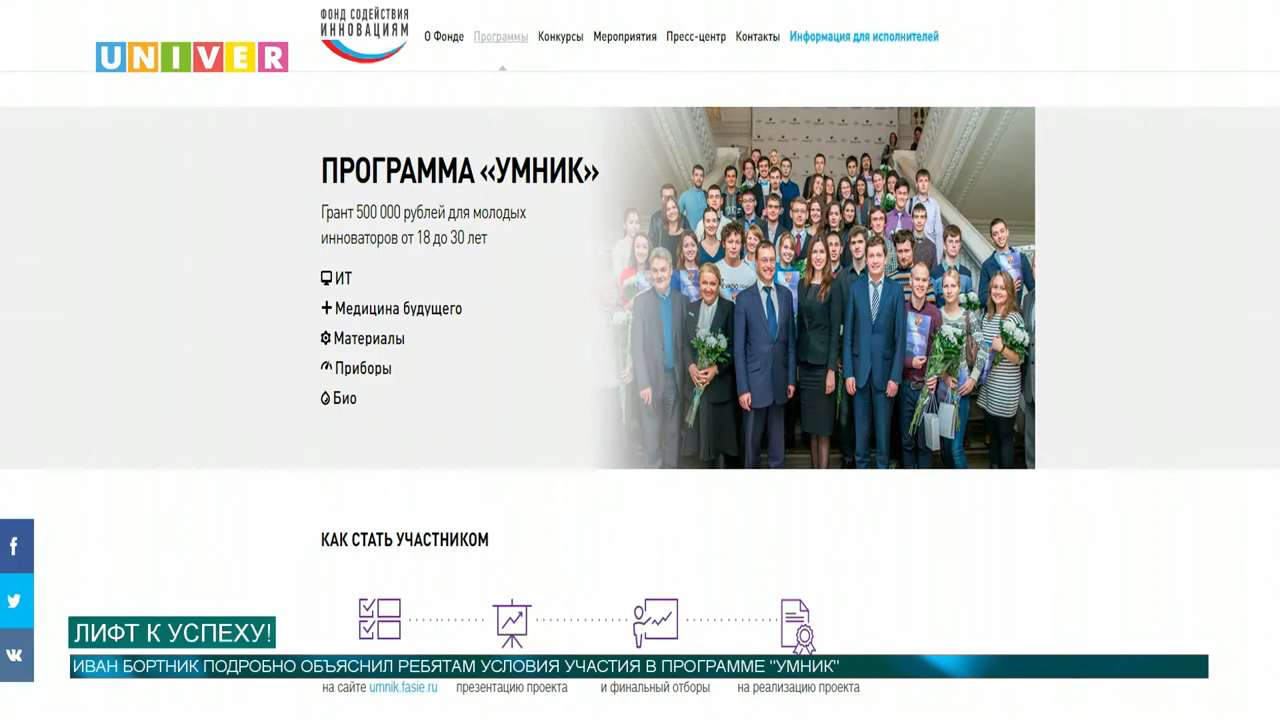 ФОНД СОДЕЙСТВИЯ
ИННОВАЦИЯМ
О Фонде Программы Конкурсы Мероприятия Пресс-центр Контакты Информация для исполнителей
UNIVER
ПРОГРАММА «УМНИК»
Грант 500 000 рублей для молодых
инноваторов от 18 до 30 лет
ИТ
Медицина будущего
Материалы
Приборы
Био
КАК СТАТЬ УЧАСТНИКОМ
ЛИФТ К УСПЕХУ!
ИВАН БОРТНИК ПОДРОБНО ОБЪЯСНИЛ РЕБЯТАМ УСЛОВИЯ УЧАСТИЯ В ПРОГРАММЕ "УМНИК"
на сайте umnik.fasie.ru презентацию проекта и финальный отборы на реализацию проекта